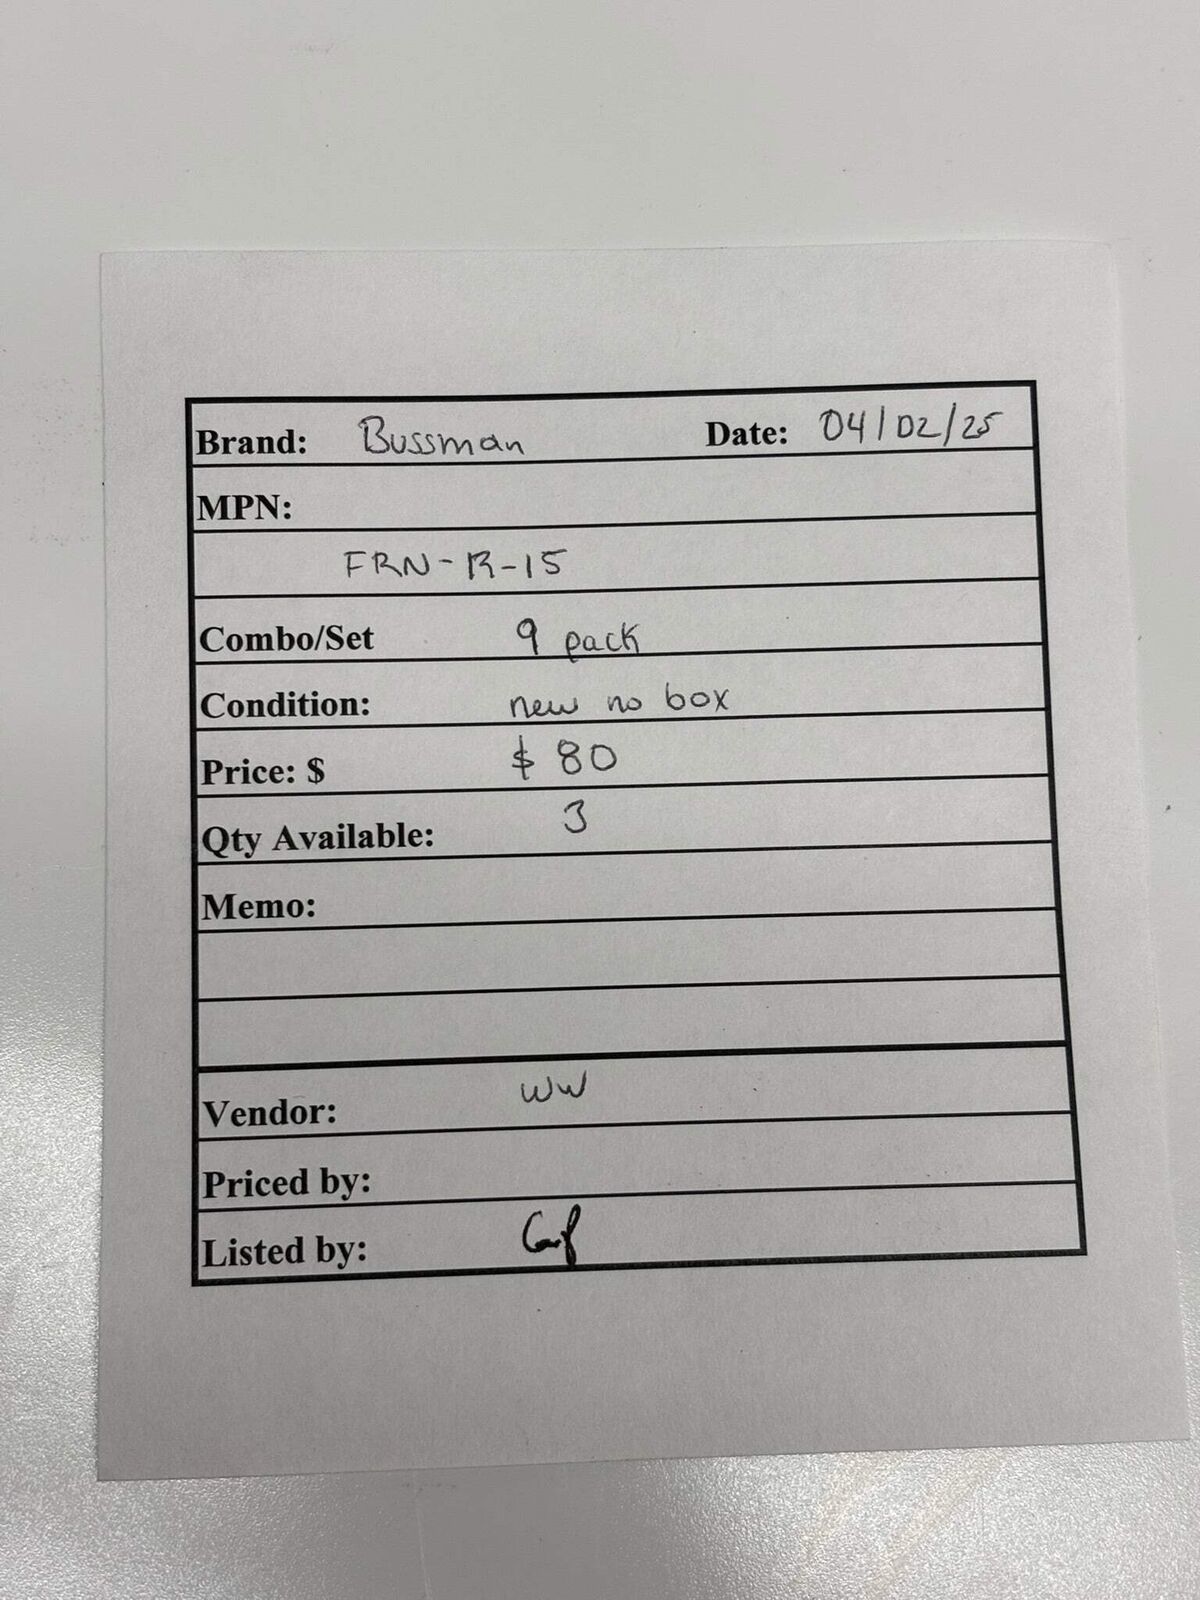 Brand: Bussman Date: 04/02/25
MPN:
FRN-R-15
Combo/Set 9 pack
Condition: new no box
Price: $ $ 80
Qty Available: 3
Memo:
Vendor: WW
Priced by:
Listed by: